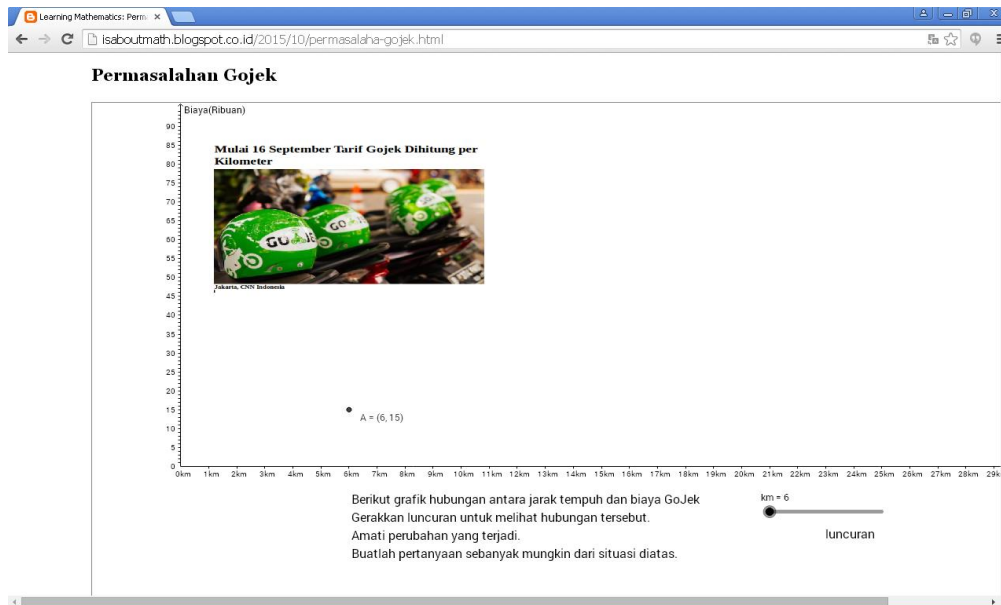 Learning Mathematics: Perm
isaboutmath.blogspot.co.id/2015/10/permasalaha-gojek.html
Permasalahan Gojek
Biaya(Ribuan)
90
85
80
75
70
65
60
55
50
45
40
35
30
25
20
15
10
5
0
Mulai 16 September Tarif Gojek Dihitung per
Kilometer
GOJEK
GO
Jakarta, CNN Indonesia
A = (6, 15)
0km 1km 2km 3km 4km 5km 6km 7km 8km 9km 10km 11km 12km 13km 14km 15km 16km 17km 18km 19km 20km 21km 22km 23km 24km 25km 26km 27km 28km 29k
Berikut grafik hubungan antara jarak tempuh dan biaya GoJek
Gerakkan luncuran untuk melihat hubungan tersebut.
Amati perubahan yang terjadi.
Buatlah pertanyaan sebanyak mungkin dari situasi diatas.
km = 6
luncuran